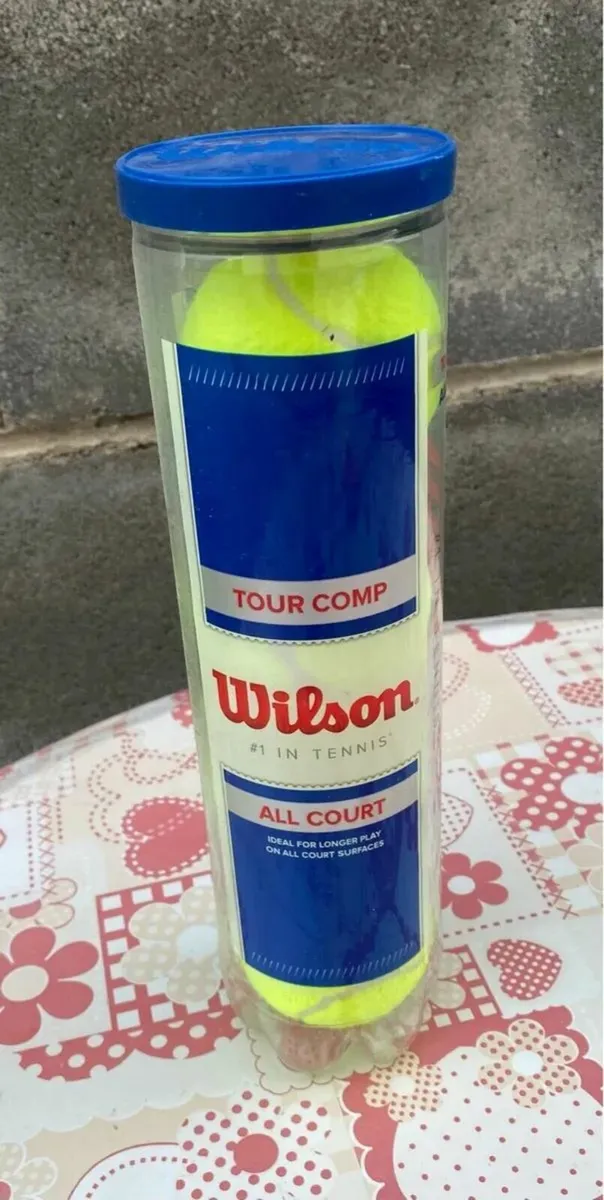 TOUR COMP
Wilson
#1 IN TENNIS
ALL COURT
IDEAL FOR LONGER PLAY
ON ALL COURT SURFACES